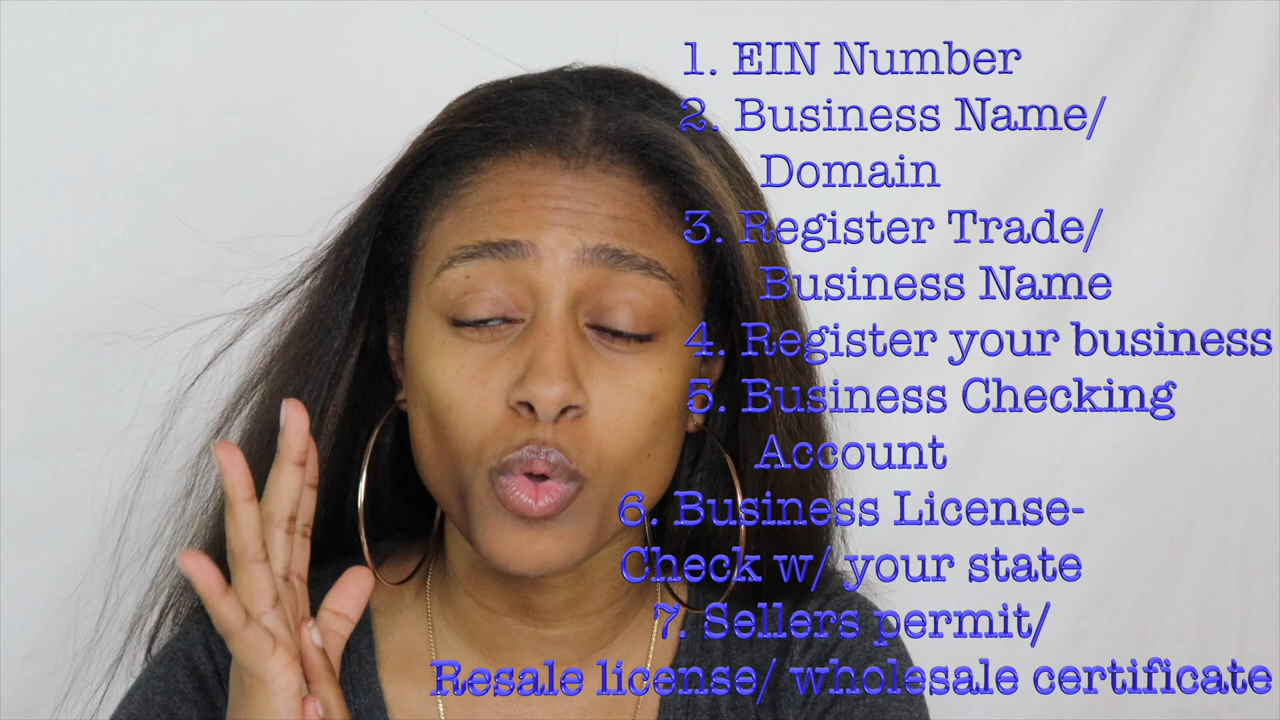 1. EIN Number
2. Business Name/
Domain
3. Register Trade/
Business Name
4. Register your business
5. Business Checking
Account
6. Business License-
Check w/ your state
7. Sellers permit/
Resale license/ wholesale certificate